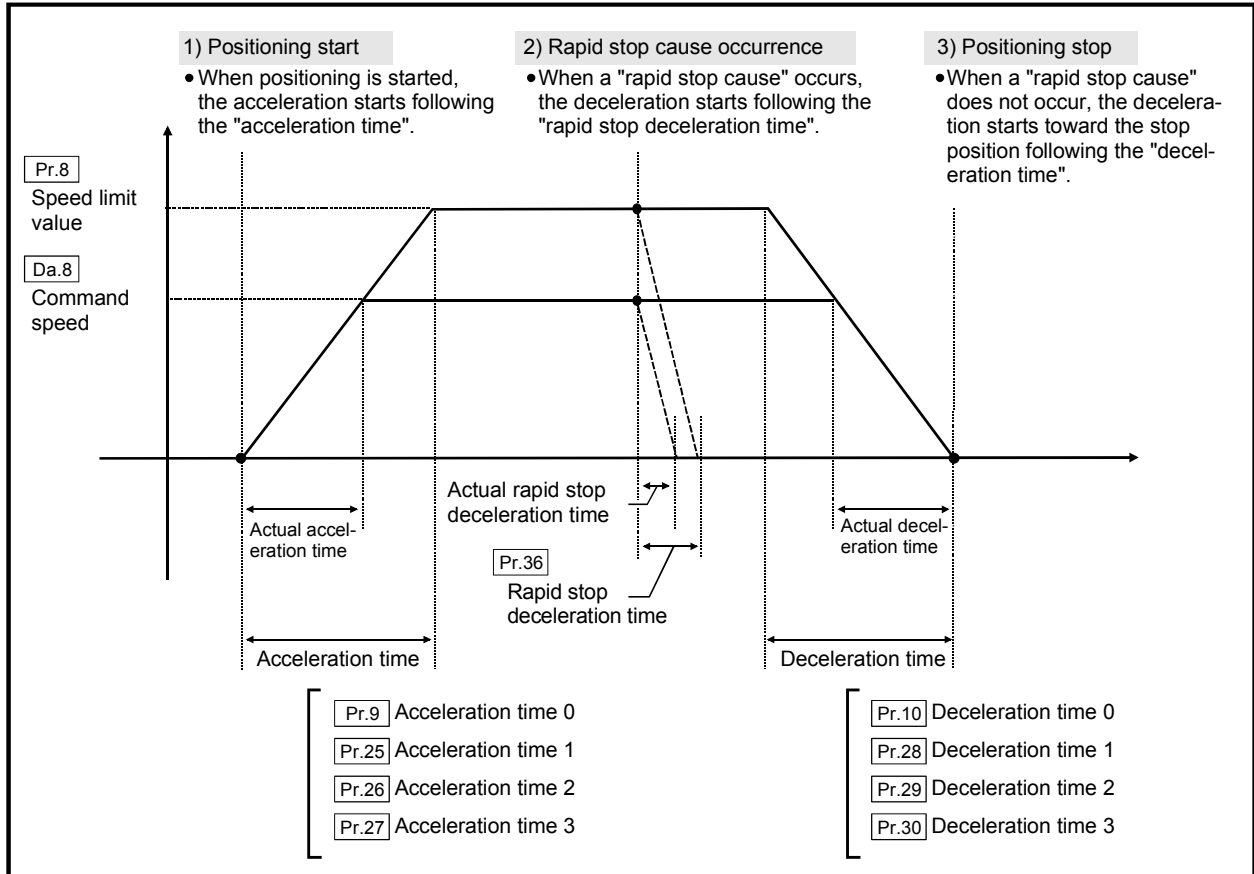 1) Positioning start
• When positioning is started,
the acceleration starts following
the "acceleration time".
2) Rapid stop cause occurrence
• When a "rapid stop cause" occurs,
the deceleration starts following the
"rapid stop deceleration time".
3) Positioning stop
• When a "rapid stop cause"
does not occur, the decelera-
tion starts toward the stop
position following the "decel-
eration time".
Pr.8
Speed limit
value
Da.8
Command
speed
Actual accel-
eration time
Actual rapid stop
deceleration time
Actual decel-
eration time
Pr.36
Rapid stop
deceleration time
Acceleration time
Deceleration time
Pr.9 Acceleration time 0
Pr.25 Acceleration time 1
Pr.26 Acceleration time 2
Pr.27 Acceleration time 3
Pr.10 Deceleration time 0
Pr.28 Deceleration time 1
Pr.29 Deceleration time 2
Pr.30 Deceleration time 3